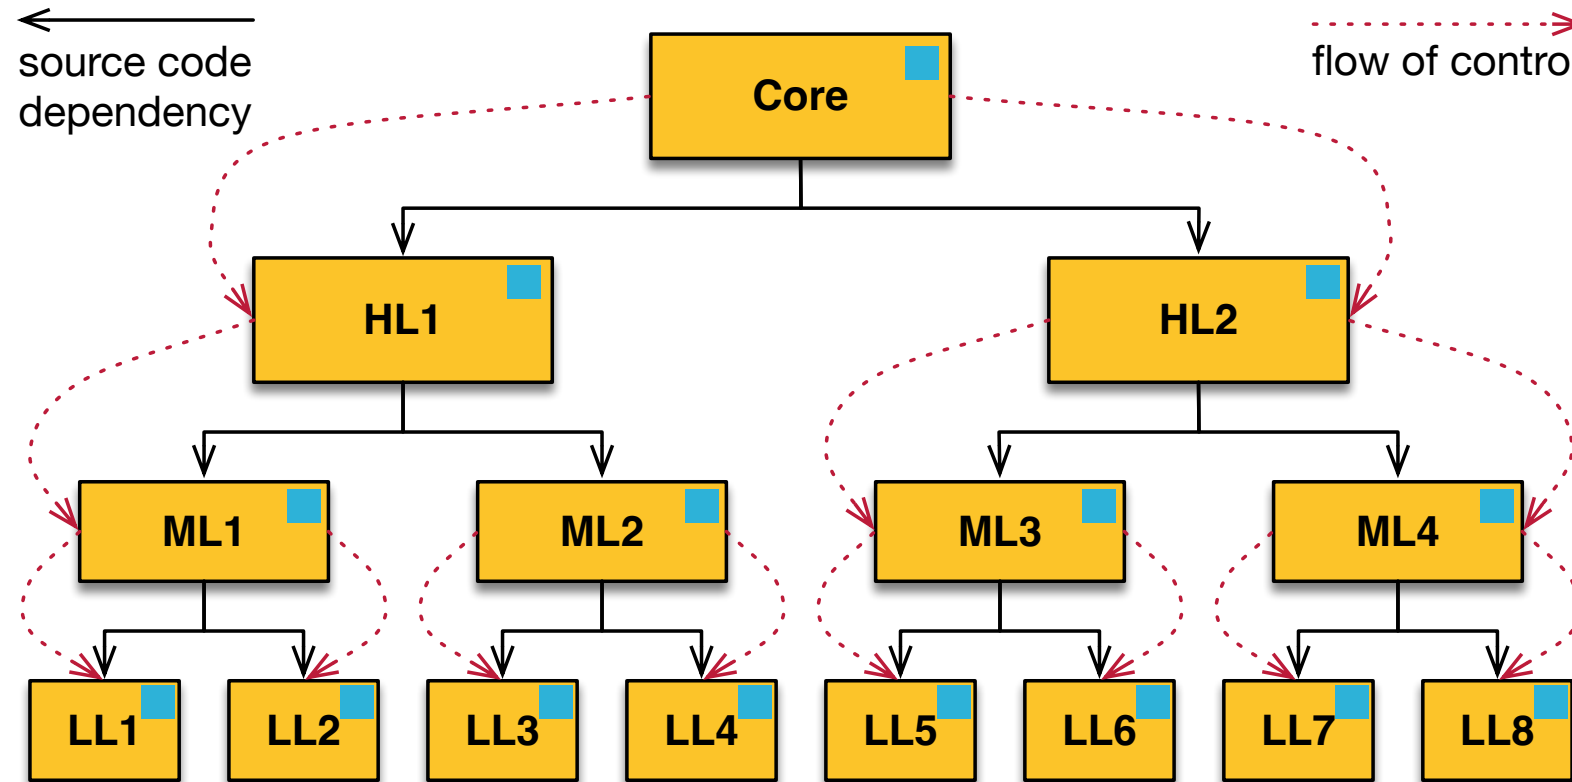 source code
dependency
flow of contro
Core
HL1
HL2
ML1
ML2
ML3
ML4
LL1
LL2
LL3
LL4
LL5
LL6
LL7
LL8